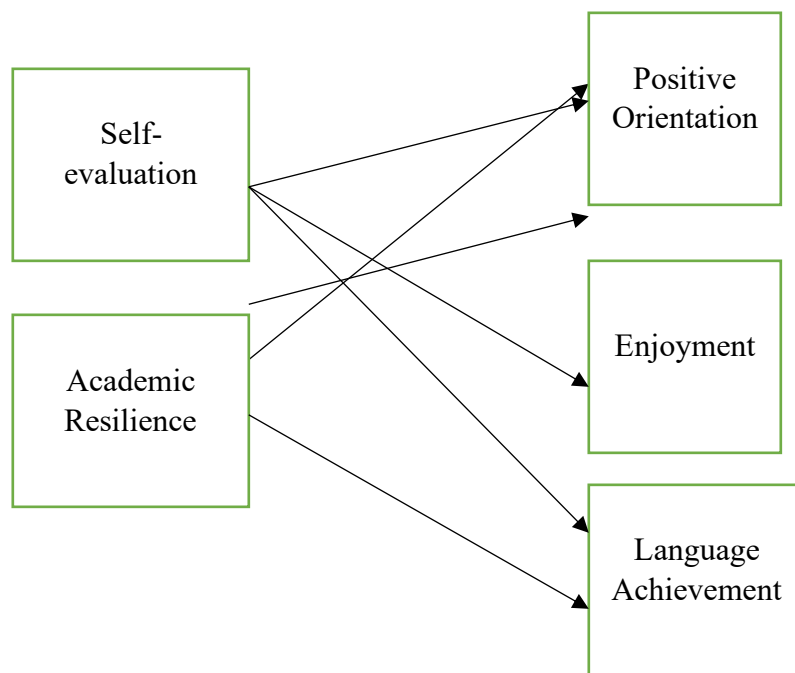 Self-
evaluation
Academic
Resilience
Positive
Orientation
Enjoyment
Language
Achievement